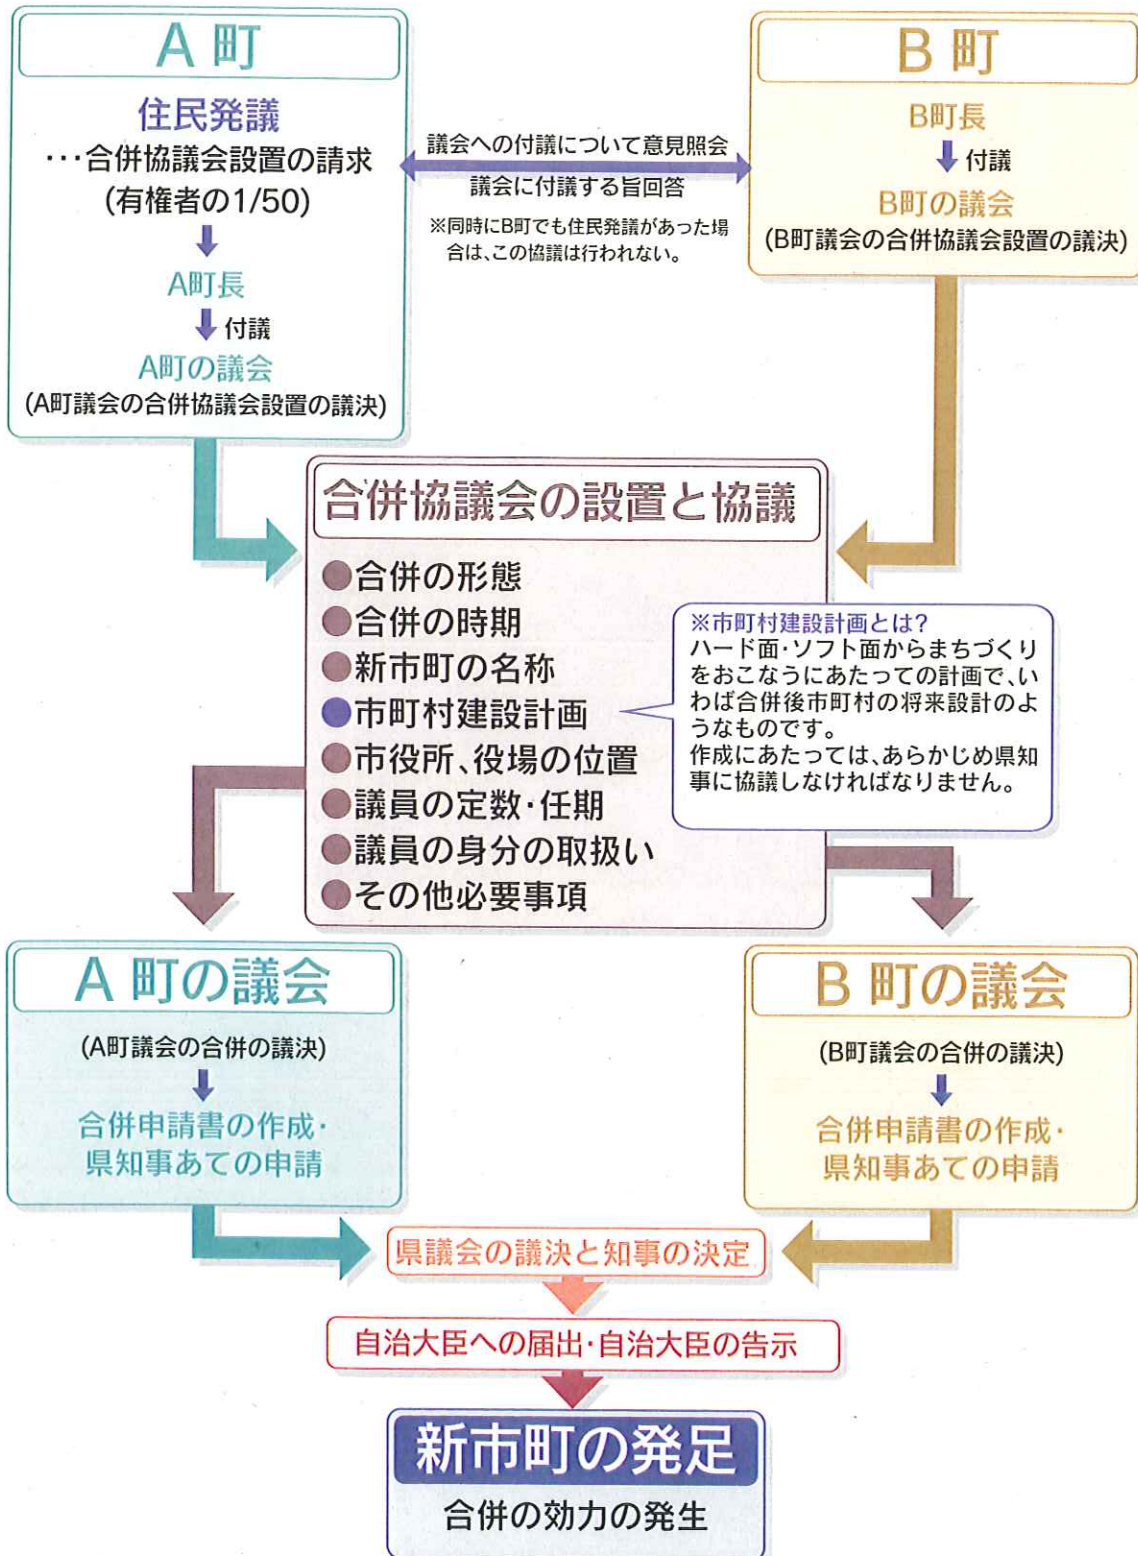 A 町
住民発議
…合併協議会設置の請求
(有権者の1/50)
A町長
付議
A町の議会
(A町議会の合併協議会設置の議決)
議会への付議について意見照会
議会に付議する旨回答
※同時にB町でも住民発議があった場
合は、この協議は行われない。
B 町
B町長
付議
B町の議会
(B町議会の合併協議会設置の議決)
合併協議会の設置と協議
●合併の形態
●合併の時期
●新市町の名称
●市町村建設計画
●市役所、役場の位置
●議員の定数・任期
●議員の身分の取扱い
●その他必要事項
※市町村建設計画とは?
ハード面・ソフト面からまちづくり
をおこなうにあたっての計画で、い
わば合併後市町村の将来設計のよ
うなものです。
作成にあたっては、あらかじめ県知
事に協議しなければなりません。
A 町の議会
(A町議会の合併の議決)
合併申請書の作成・
県知事あての申請
B 町の議会
(B町議会の合併の議決)
合併申請書の作成・
県知事あての申請
県議会の議決と知事の決定
自治大臣への届出・自治大臣の告示
新市町の発足
合併の効力の発生